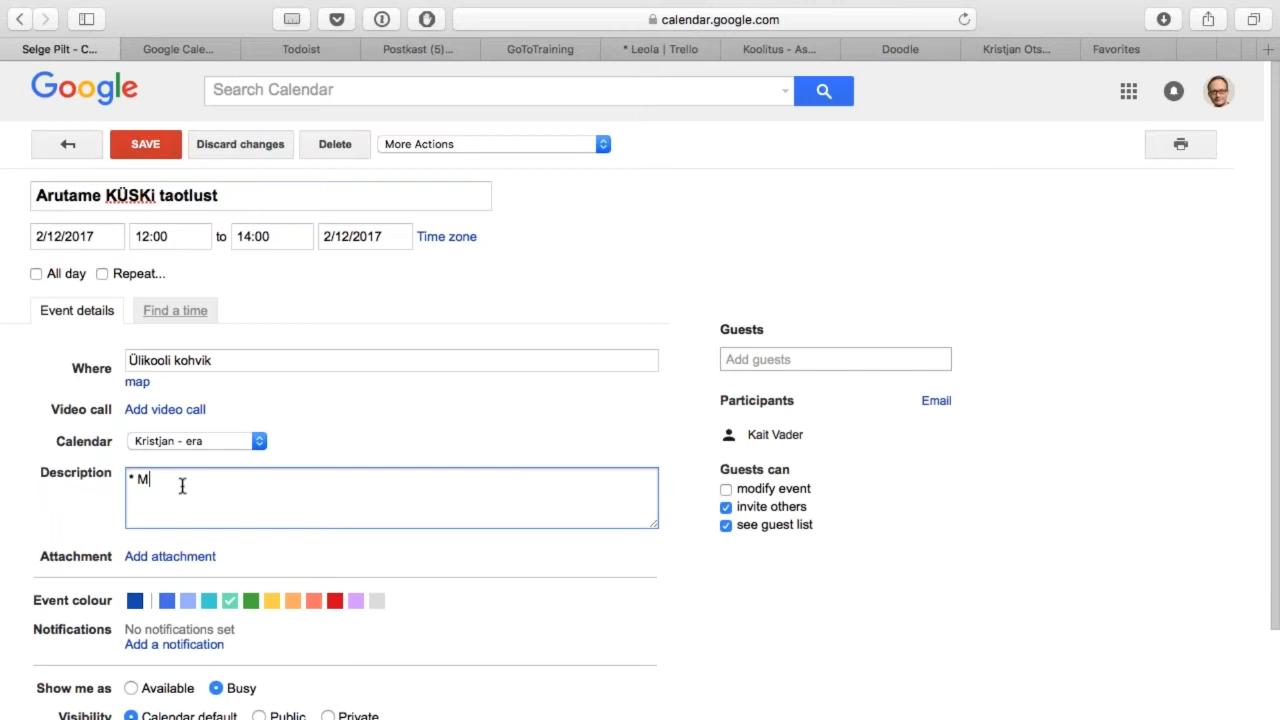 calendar.google.com
Selge Pilt - C...
Google Cale...
Todoist
Postkast (5)...
GoToTraining
* Leola | Trello
Koolitus - As...
Doodle
Kristjan Ots...
Favorites
Google
Search Calendar
SAVE
Discard changes
Delete
More Actions
Arutame KÜSKi taotlust
2/12/2017
12:00
to
14:00
2/12/2017
Time zone
All day
Repeat...
Event details
Find a time
Where
Ülikooli kohvik
map
Video call
Add video call
Calendar
Kristjan - era
Description
* M
Attachment
Add attachment
Event colour
Notifications
No notifications set
Add a notification
Show me as
Available
Busy
Visibility
Calendar default
Public
Private
Guests
Add guests
Participants
Email
Kait Vader
Guests can
modify event
invite others
see guest list